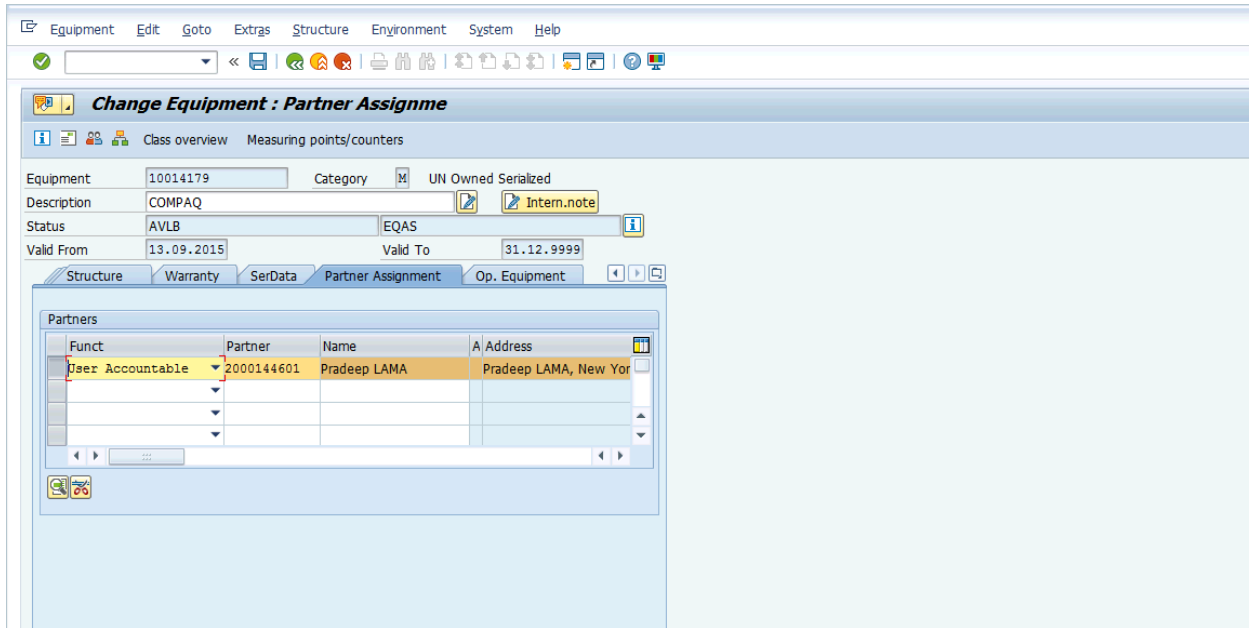 Equipment Edit Goto Extras Structure Environment System Help
Change Equipment : Partner Assignme
Class overview Measuring points/counters
Equipment 10014179 Category M UN Owned Serialized
Description COMPAQ Intern.note
Status AVLB EQAS
Valid From 13.09.2015 Valid To 31.12.9999
Structure Warranty SerData Partner Assignment Op. Equipment
Partners
Funct Partner Name A Address
User Accountable 2000144601 Pradeep LAMA Pradeep LAMA, New Yor